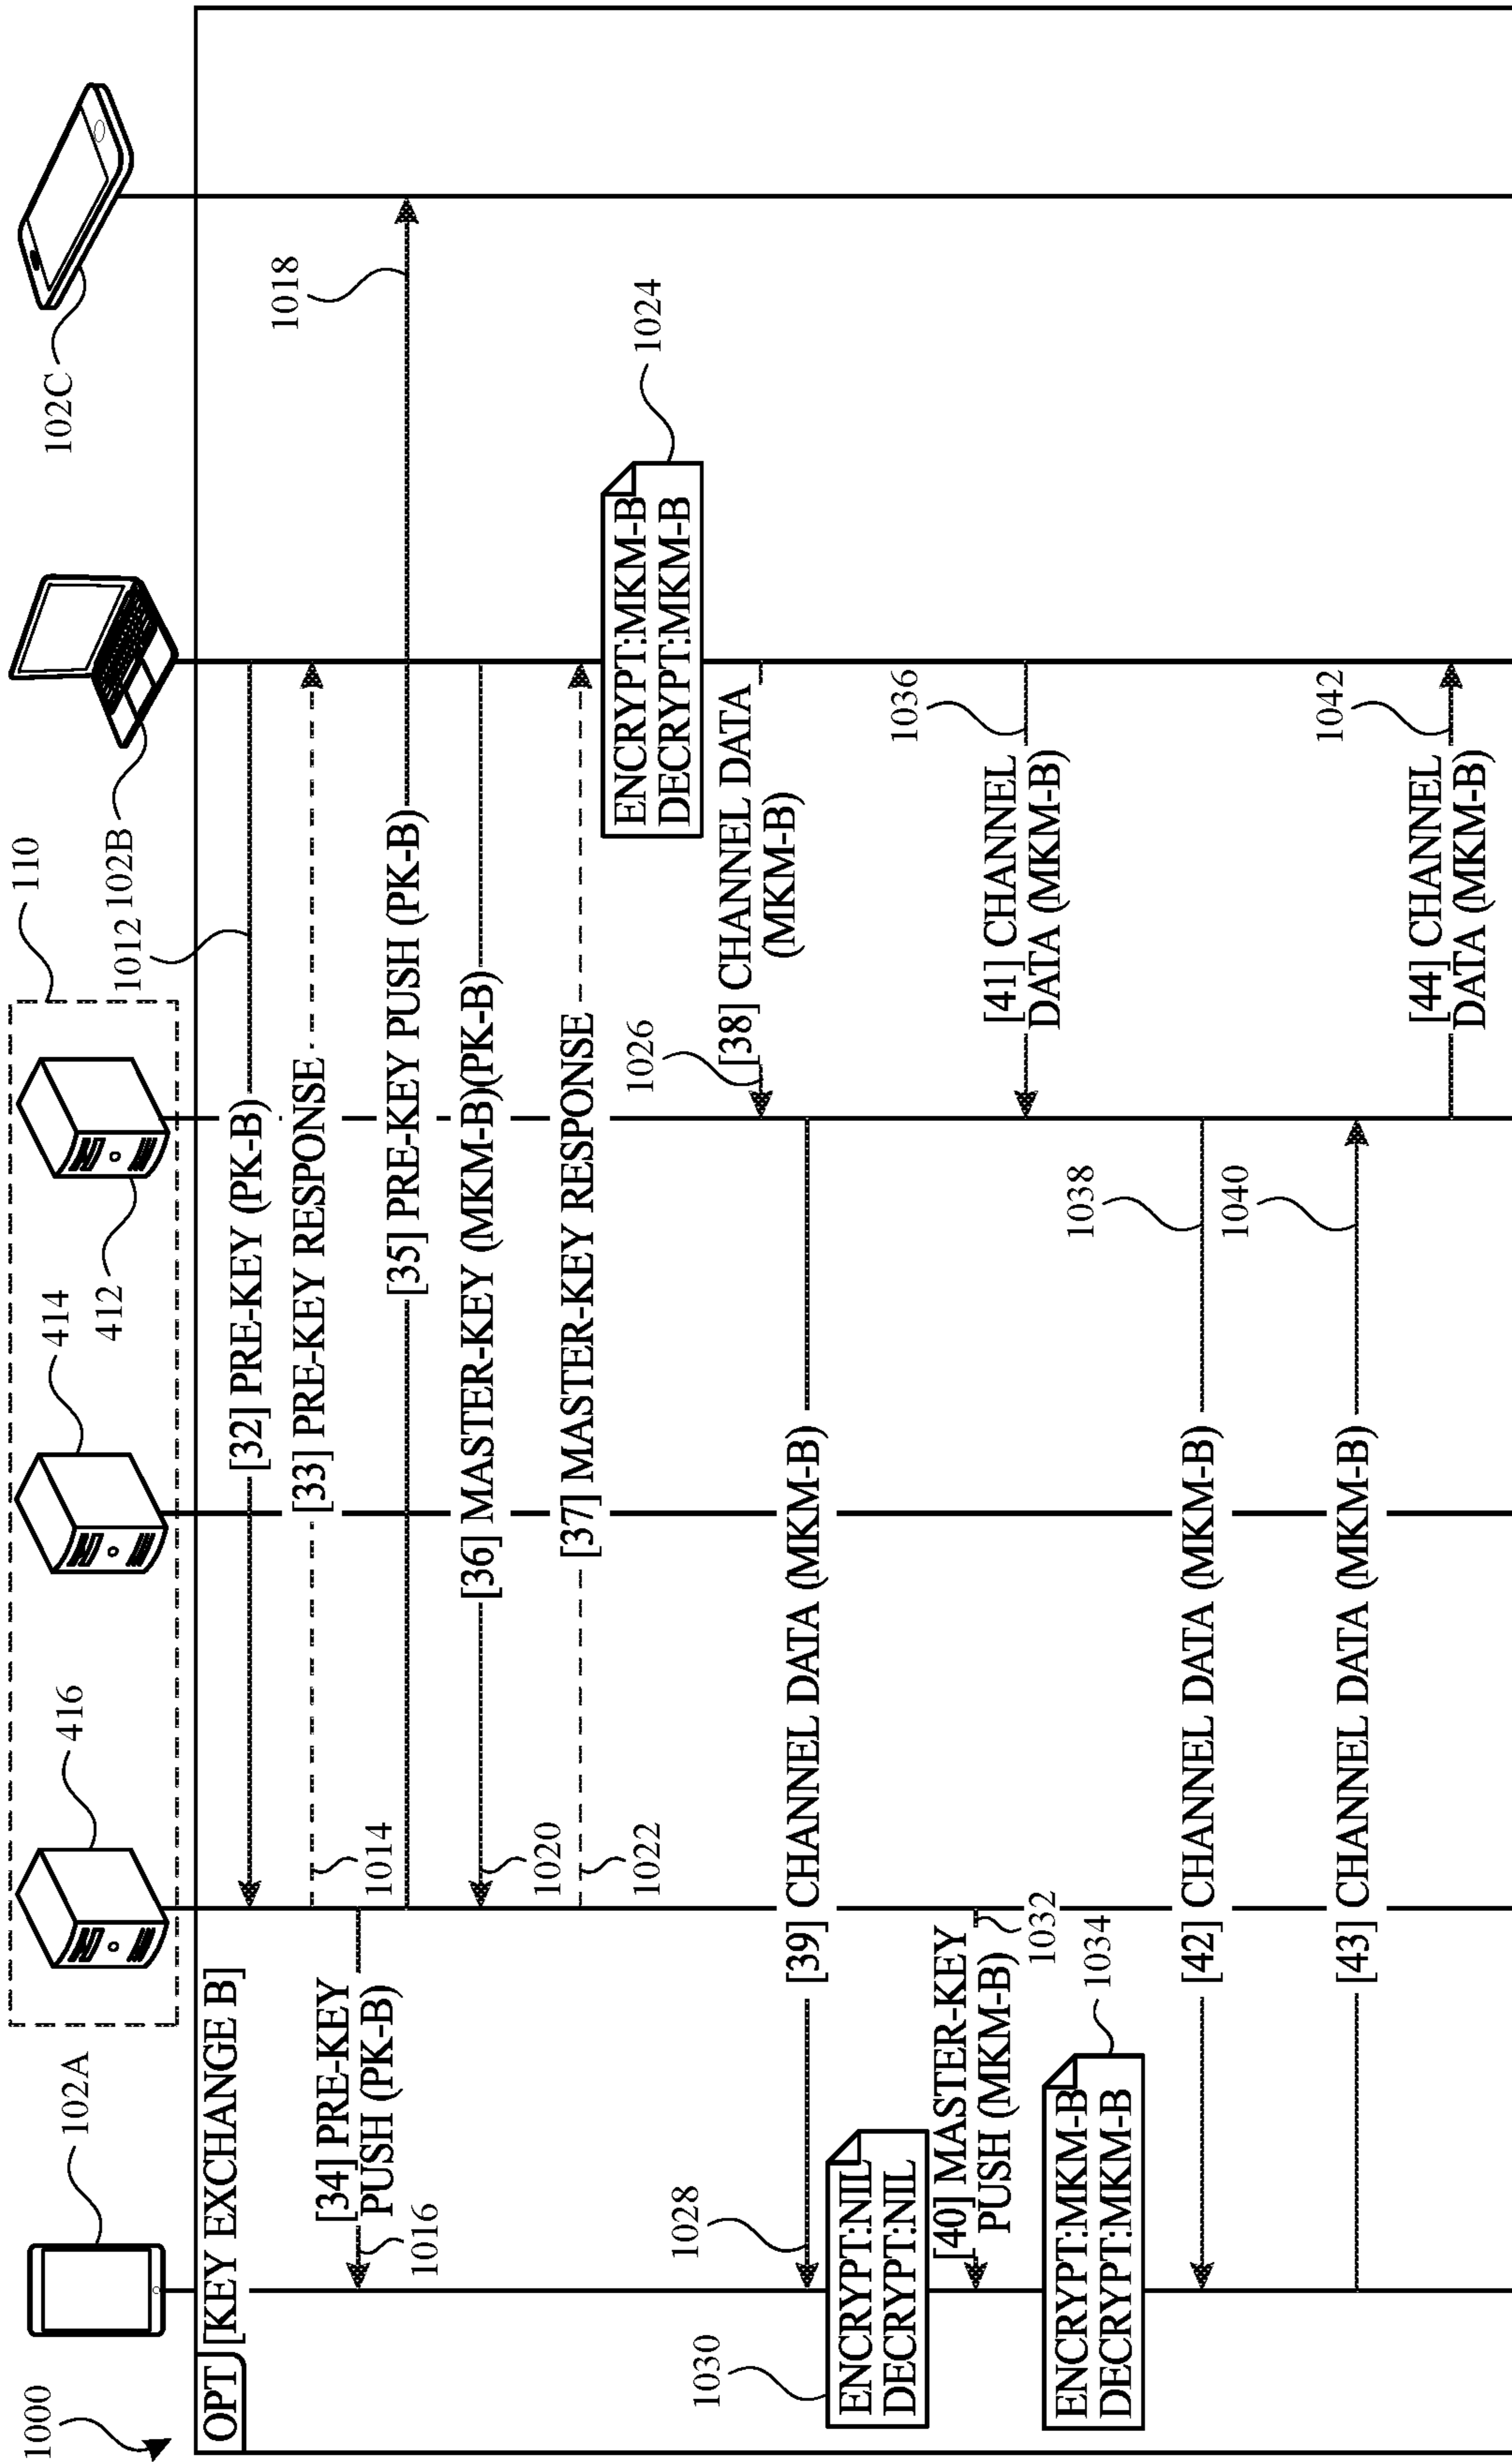 1000
102A
416
414
412
110
1012
102B
102C
OPT
[KEY EXCHANGE B]
[32] PRE-KEY (PK-B)
[33] PRE-KEY RESPONSE
1014
1018
[34] PRE-KEY
PUSH (PK-B)
1016
[35] PRE-KEY PUSH (PK-B)
[36] MASTER-KEY (MKM-B)(PK-B)
1020
[37] MASTER-KEY RESPONSE
1022
ENCRYPT:MKM-B
DECRYPT:MKM-B
1024
1026
[38] CHANNEL DATA
(MKM-B)
1028
[39] CHANNEL DATA (MKM-B)
1030
ENCRYPT:NIL
DECRYPT:NIL
[40] MASTER-KEY
PUSH (MKM-B)
1032
1036
[41] CHANNEL
DATA (MKM-B)
ENCRYPT:MKM-B
DECRYPT:MKM-B
1034
1038
[42] CHANNEL DATA (MKM-B)
1040
[43] CHANNEL DATA (MKM-B)
1042
[44] CHANNEL
DATA (MKM-B)